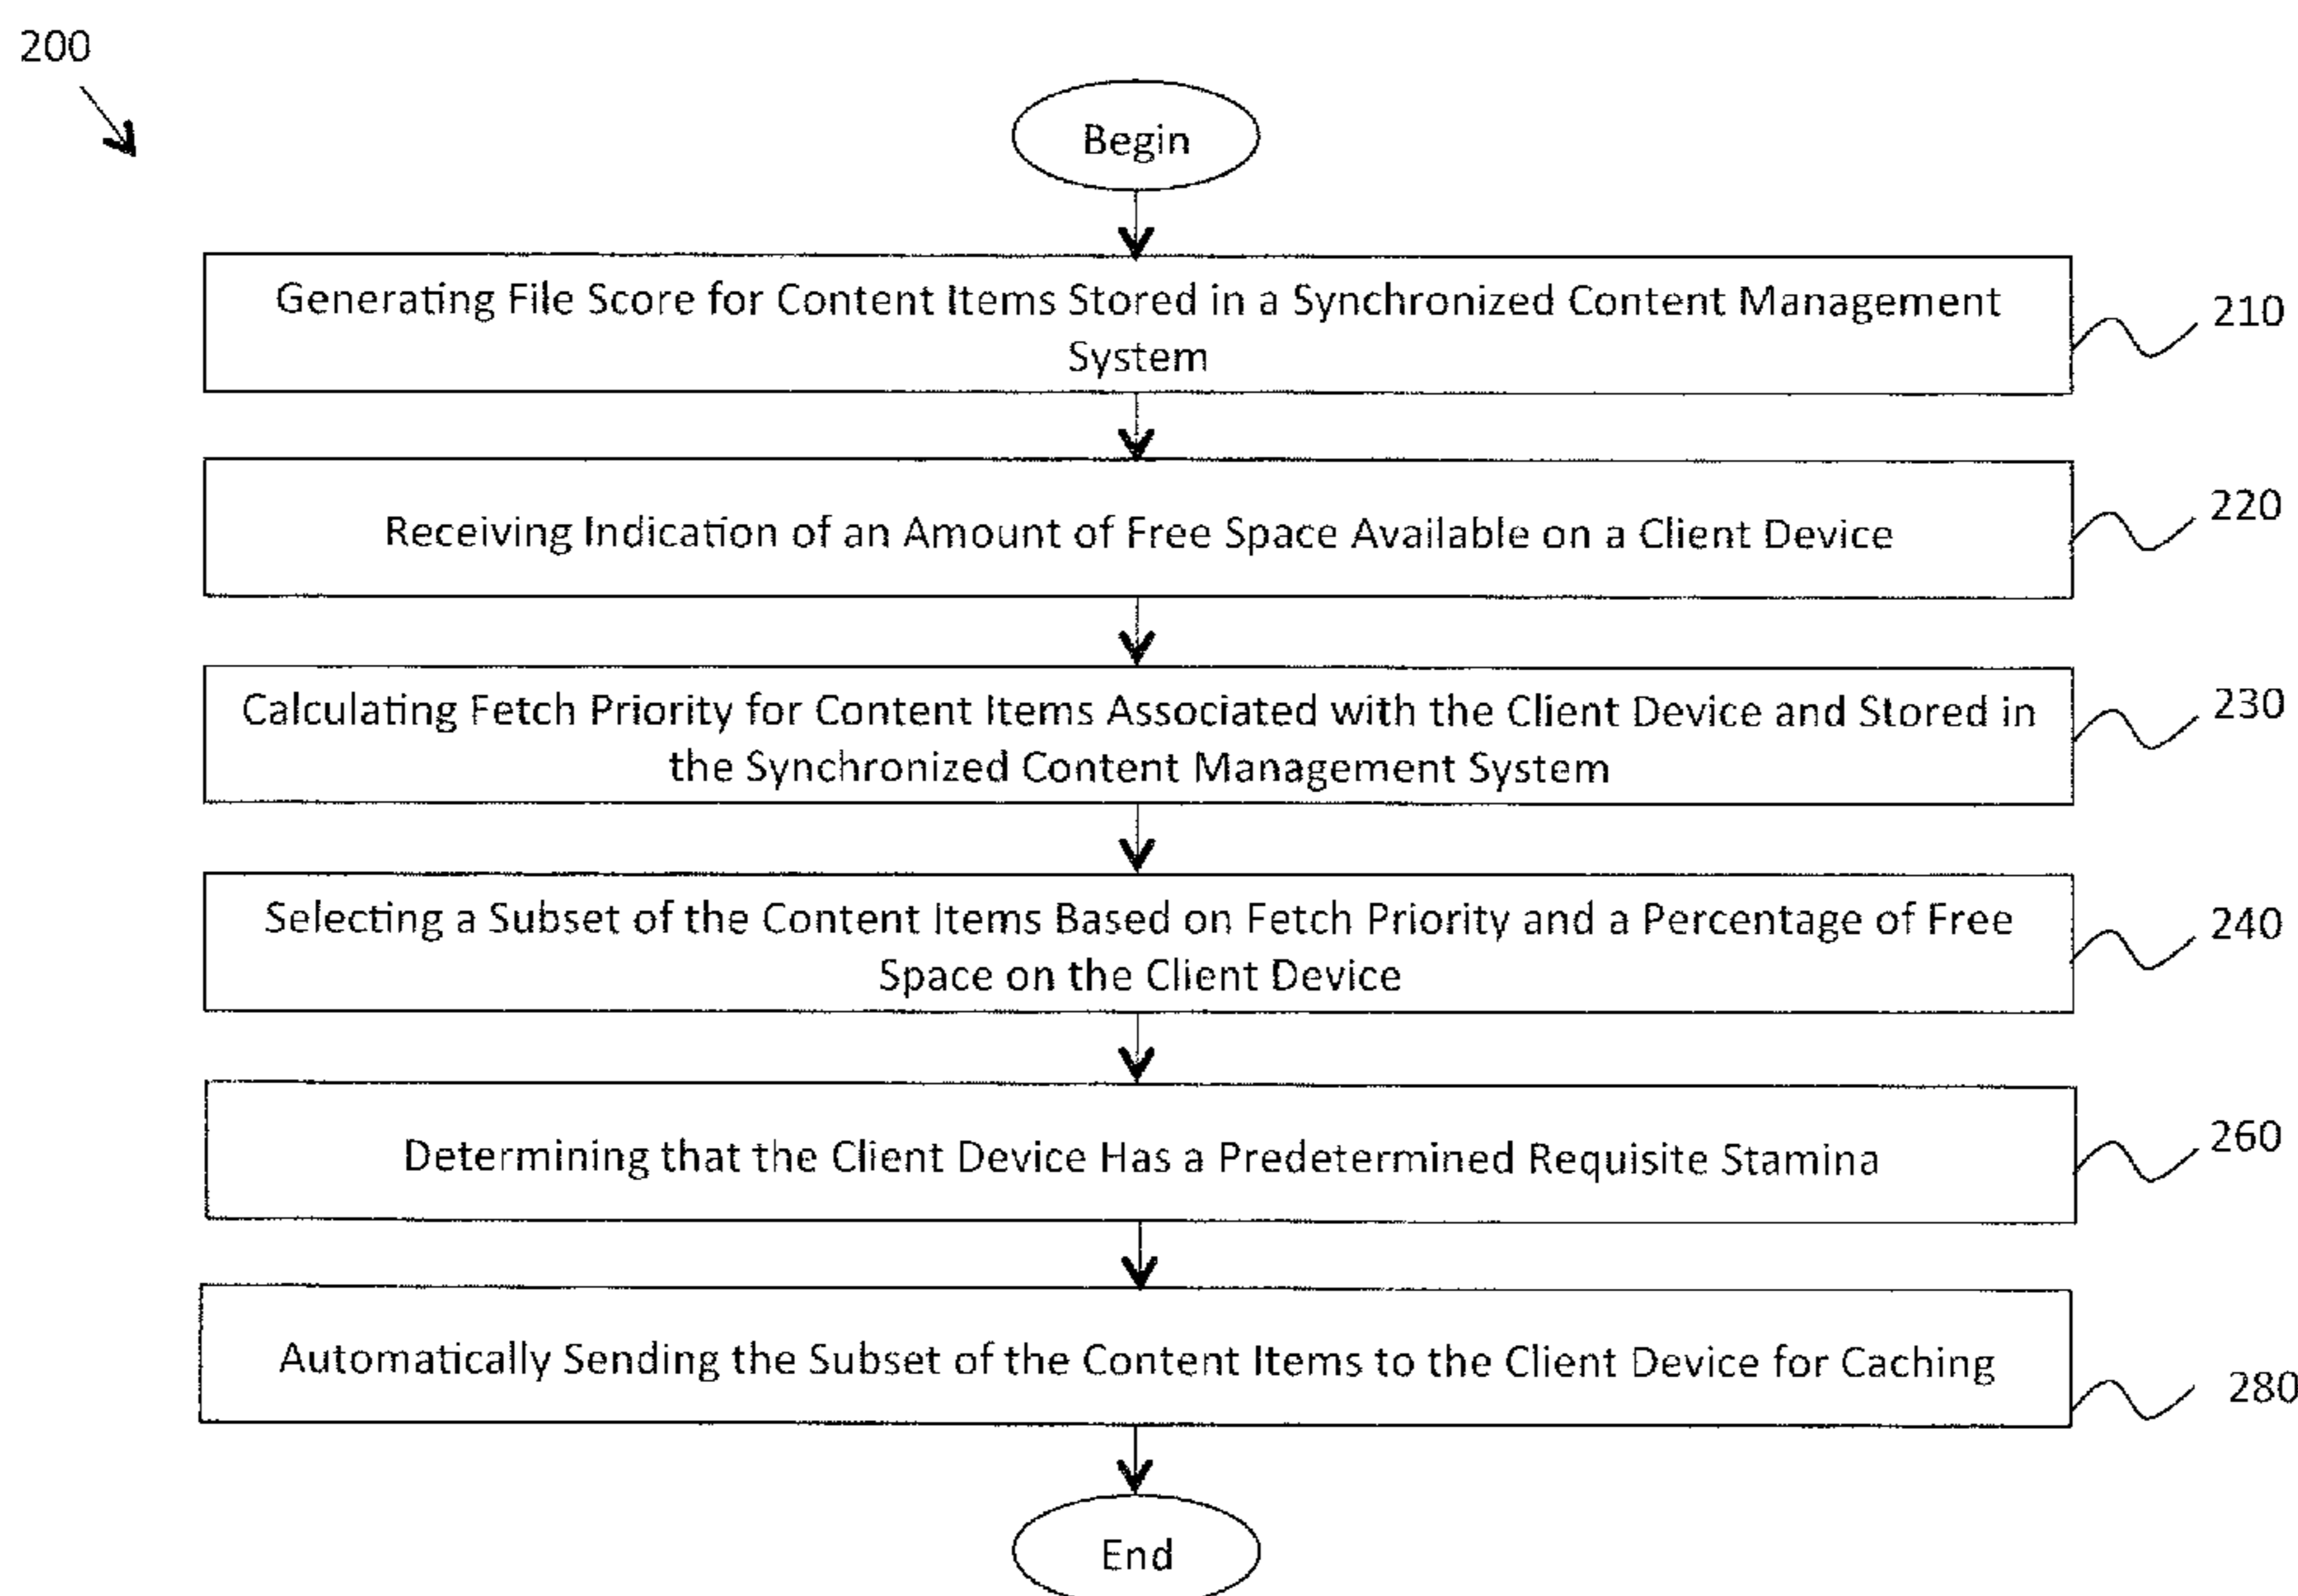 200
Begin
Generating File Score for Content Items Stored in a Synchronized Content Management
System
210
Receiving Indication of an Amount of Free Space Available on a Client Device
220
Calculating Fetch Priority for Content Items Associated with the Client Device and Stored in
the Synchronized Content Management System
230
Selecting a Subset of the Content Items Based on Fetch Priority and a Percentage of Free
Space on the Client Device
240
Determining that the Client Device Has a Predetermined Requisite Stamina
260
Automatically Sending the Subset of the Content Items to the Client Device for Caching
280
End